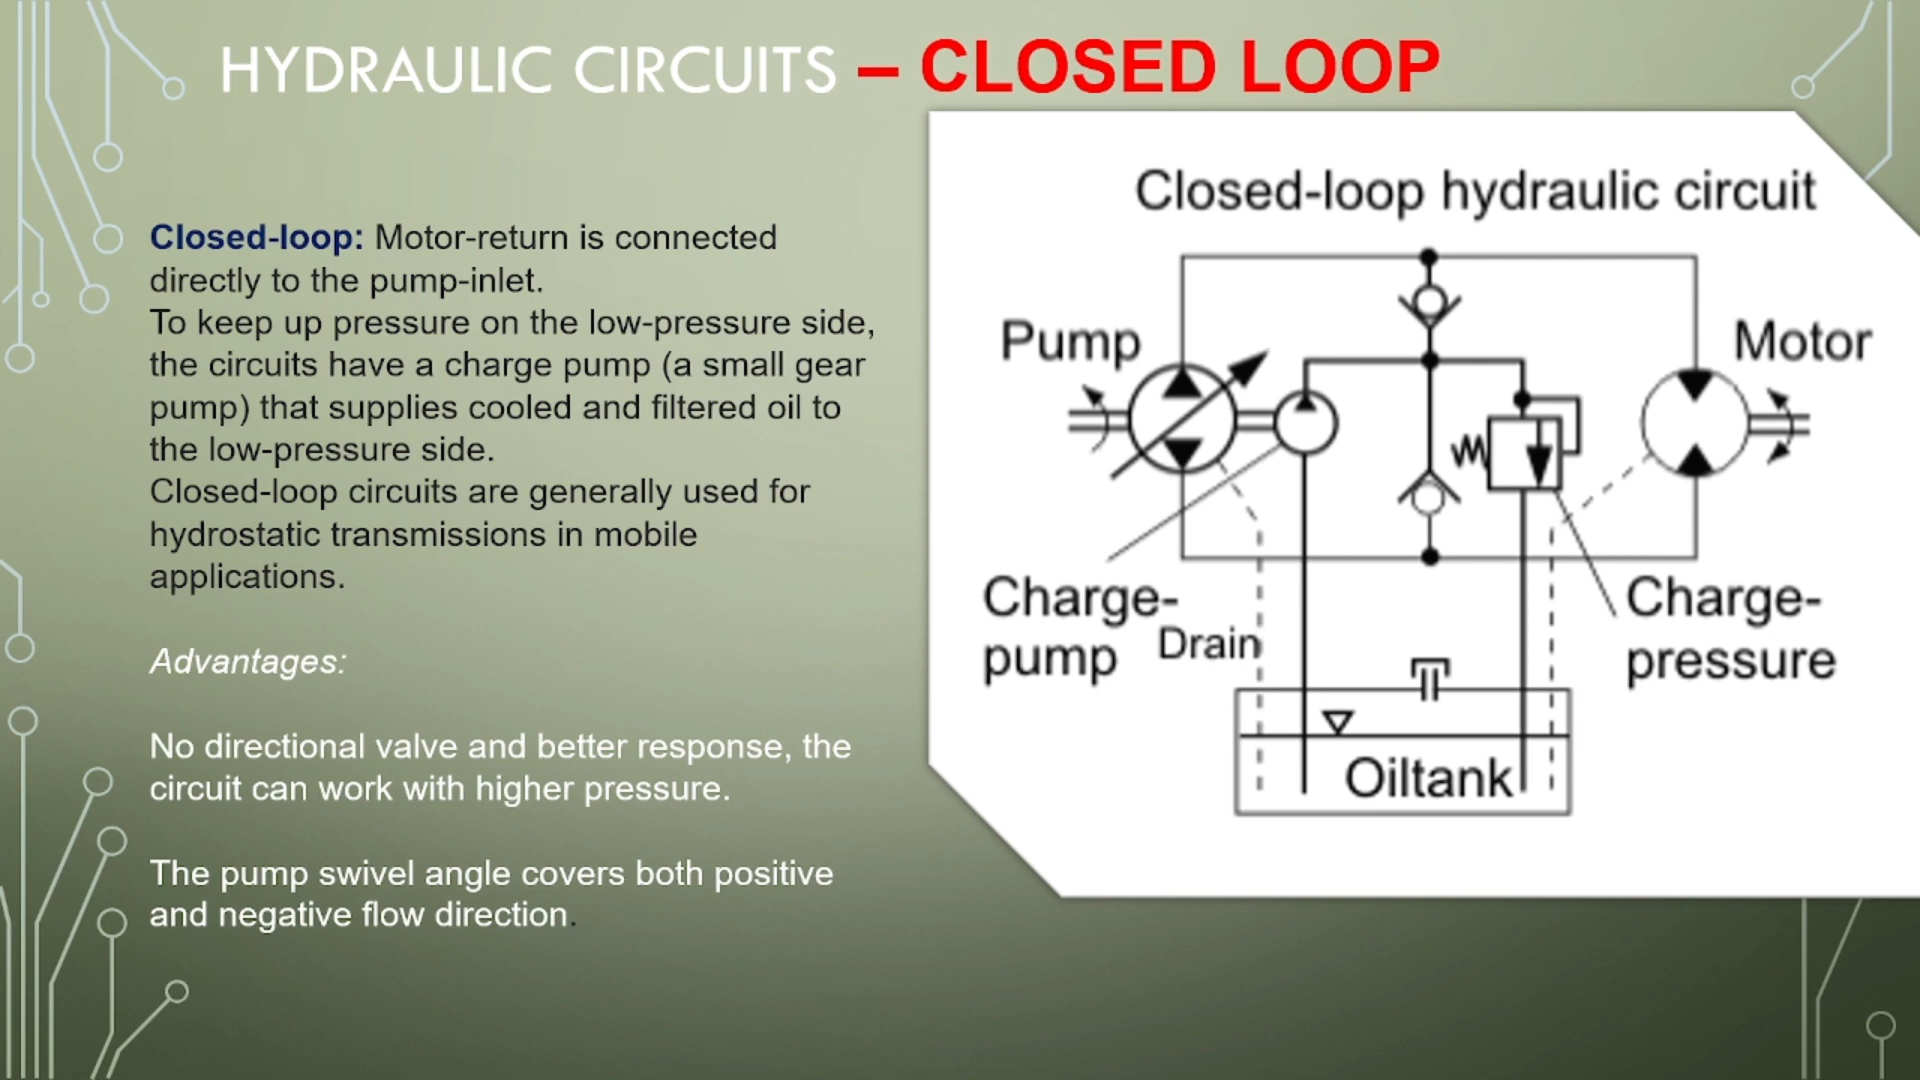 HYDRAULIC CIRCUITS – CLOSED LOOP
Closed-loop: Motor-return is connected
directly to the pump-inlet.
To keep up pressure on the low-pressure side,
the circuits have a charge pump (a small gear
pump) that supplies cooled and filtered oil to
the low-pressure side.
Closed-loop circuits are generally used for
hydrostatic transmissions in mobile
applications.
Advantages:
No directional valve and better response, the
circuit can work with higher pressure.
The pump swivel angle covers both positive
and negative flow direction.
Closed-loop hydraulic circuit
Pump
Motor
Charge-
pump
Drain
Charge-
pressure
Oiltank